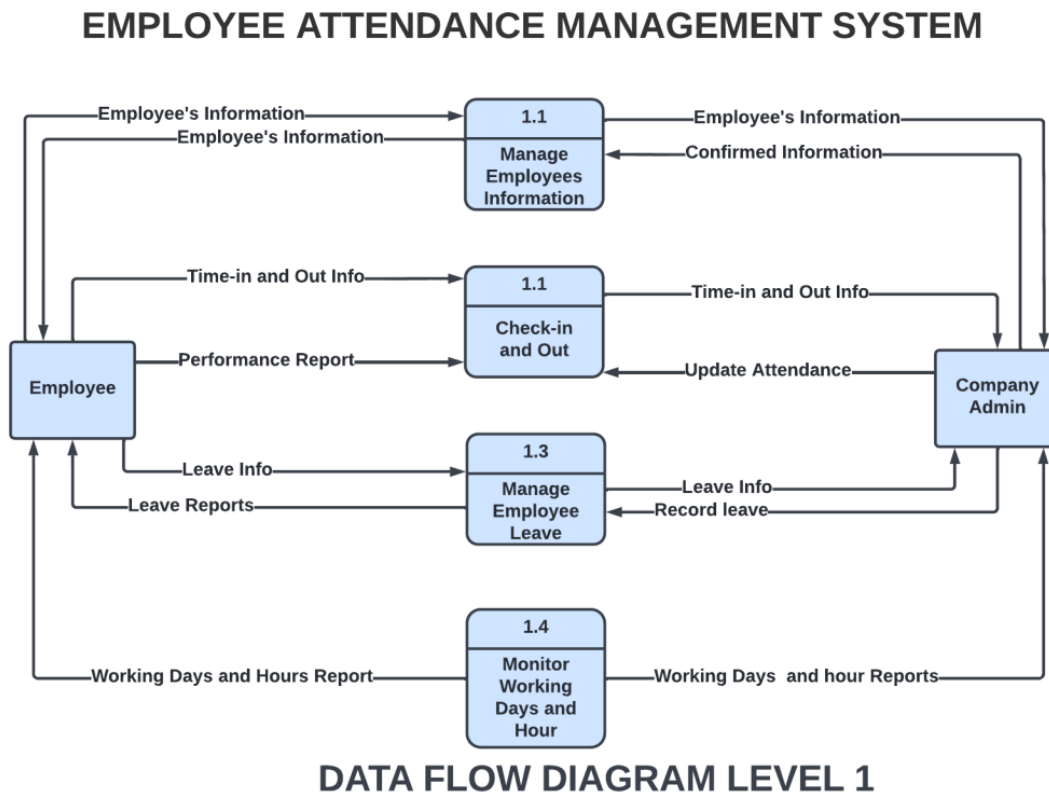 EMPLOYEE ATTENDANCE MANAGEMENT SYSTEM
Employee's Information
Employee's Information
1.1
Manage
Employees
Information
Employee's Information
Confirmed Information
Time-in and Out Info
Performance Report
1.1
Check-in
and Out
Time-in and Out Info
Update Attendance
Employee
Company
Admin
Leave Info
Leave Reports
1.3
Manage
Employee
Leave
Leave Info
Record leave
1.4
Monitor
Working
Days and
Hour
Working Days and Hours Report
Working Days  and hour Reports
DATA FLOW DIAGRAM LEVEL 1